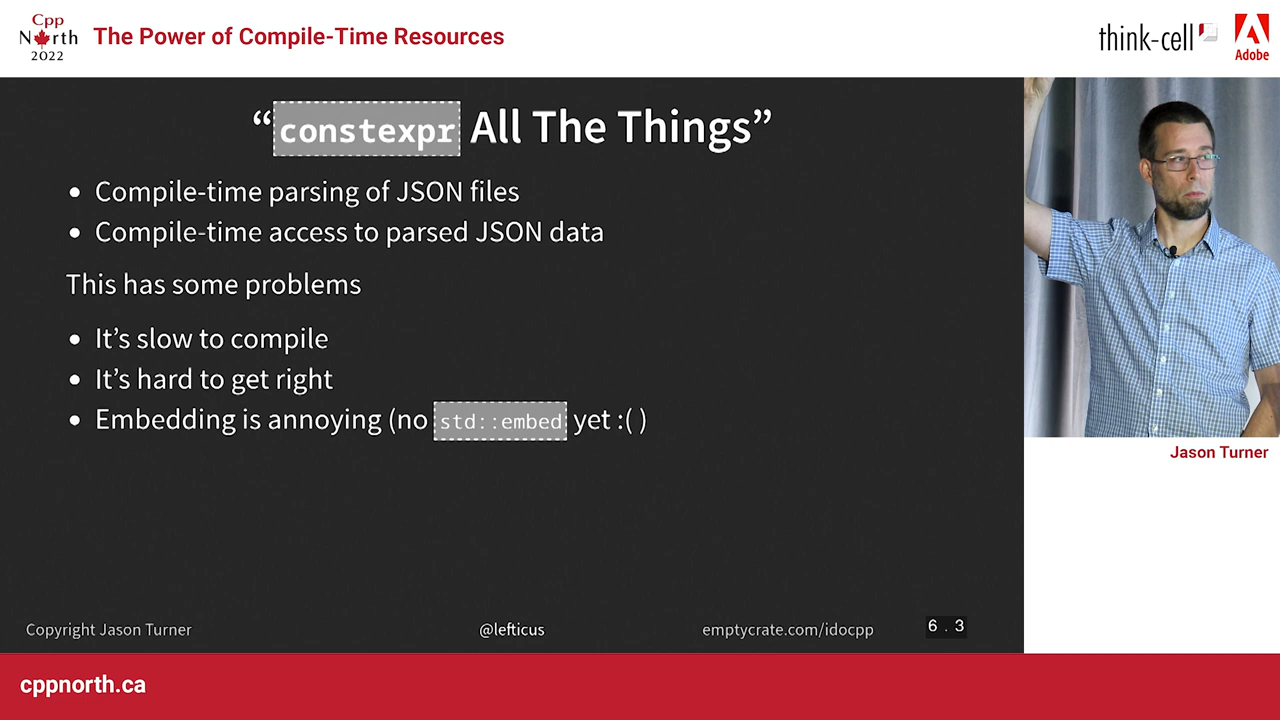 Cpp
North
2022
The Power of Compile-Time Resources
think-cell
Adobe
“constexpr All The Things”
• Compile-time parsing of JSON files
• Compile-time access to parsed JSON data
This has some problems
• It’s slow to compile
• It’s hard to get right
• Embedding is annoying (no std::embed yet :( )
Jason Turner
Copyright Jason Turner
@lefticus
emptycrate.com/idocpp
6 . 3
cppnorth.ca